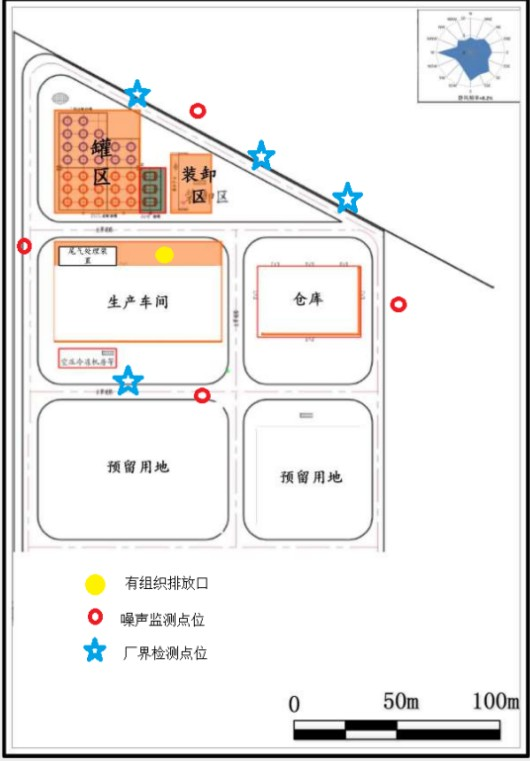 罐区
装卸区
尾气处理装置
生产车间
仓库
空压冷冻机房等
预留用地
预留用地
有组织排放口
噪声监测点位
厂界检测点位
0 50m 100m